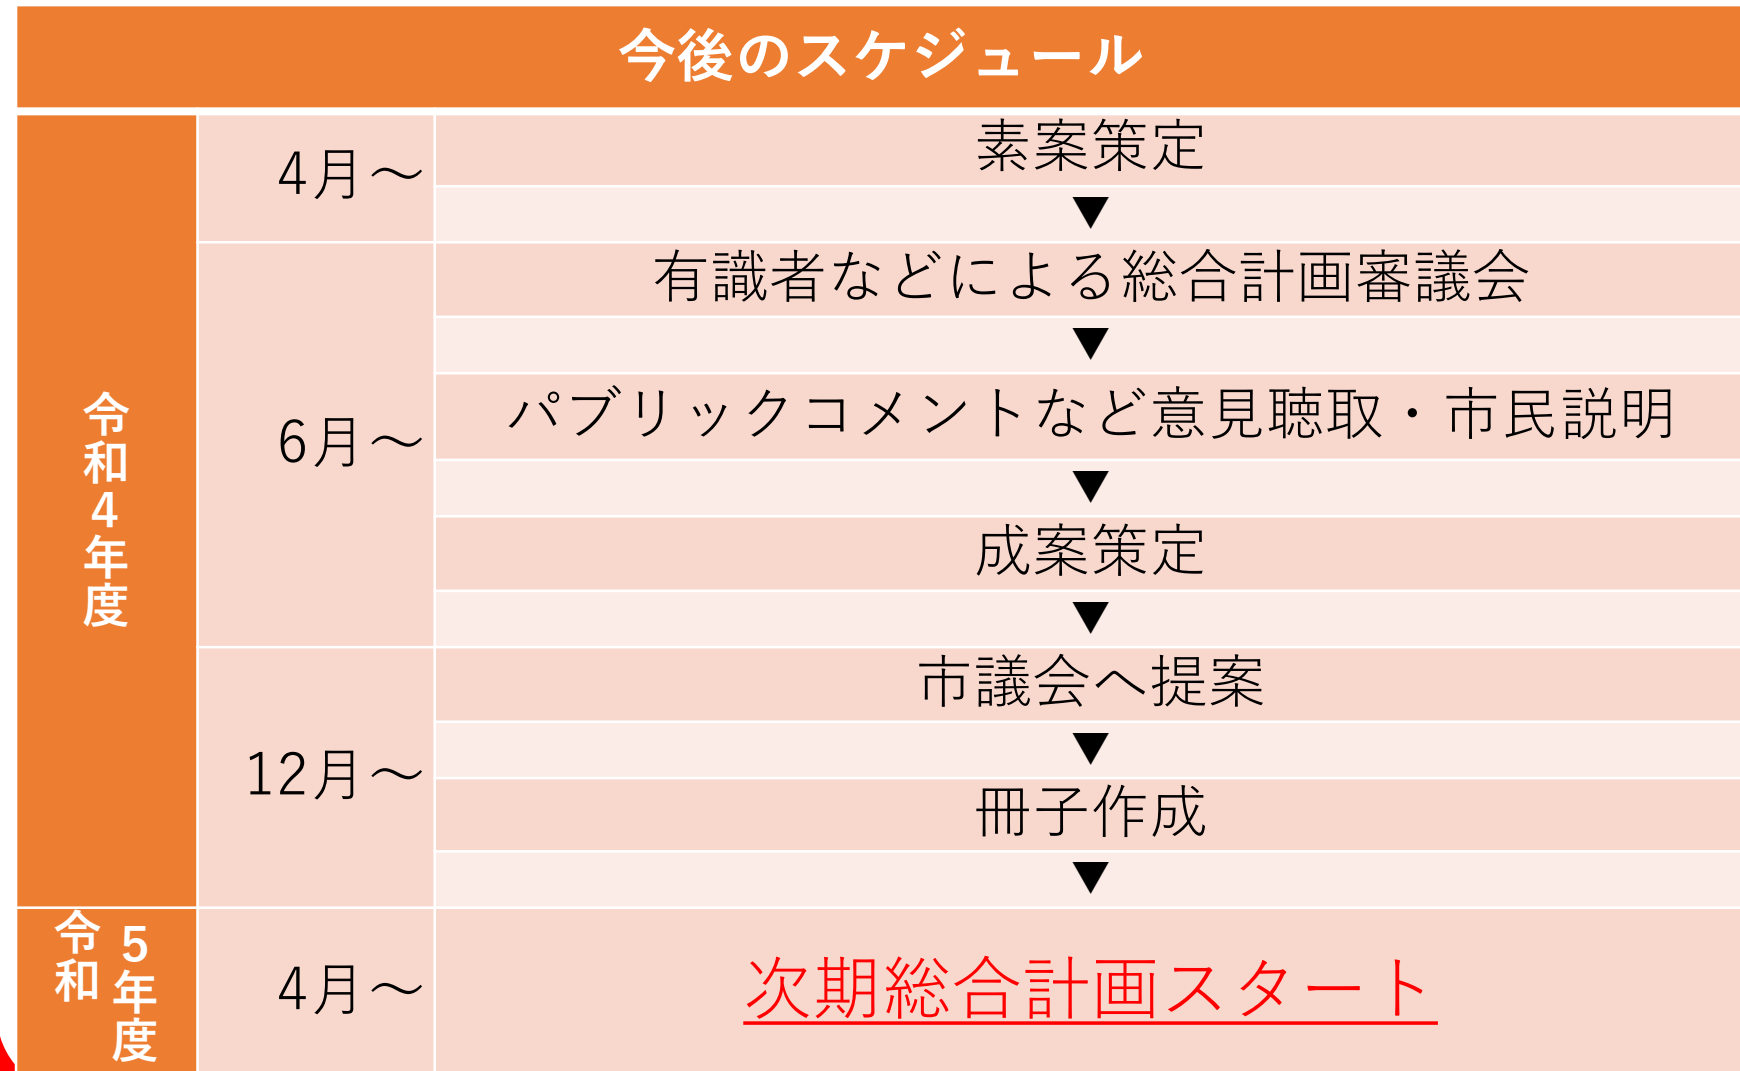 今後のスケジュール
令和4年度
4月～
素案策定
▼
6月～
有識者などによる総合計画審議会
▼
パブリックコメントなど意見聴取・市民説明
▼
成案策定
▼
12月～
市議会へ提案
▼
冊子作成
▼
令和
5年度
4月～
次期総合計画スタート